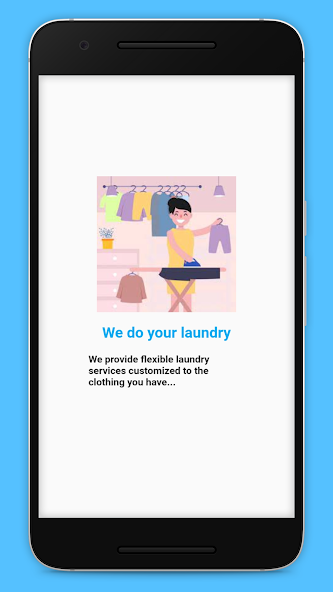 We do your laundry
We provide flexible laundry
services customized to the
clothing you have...